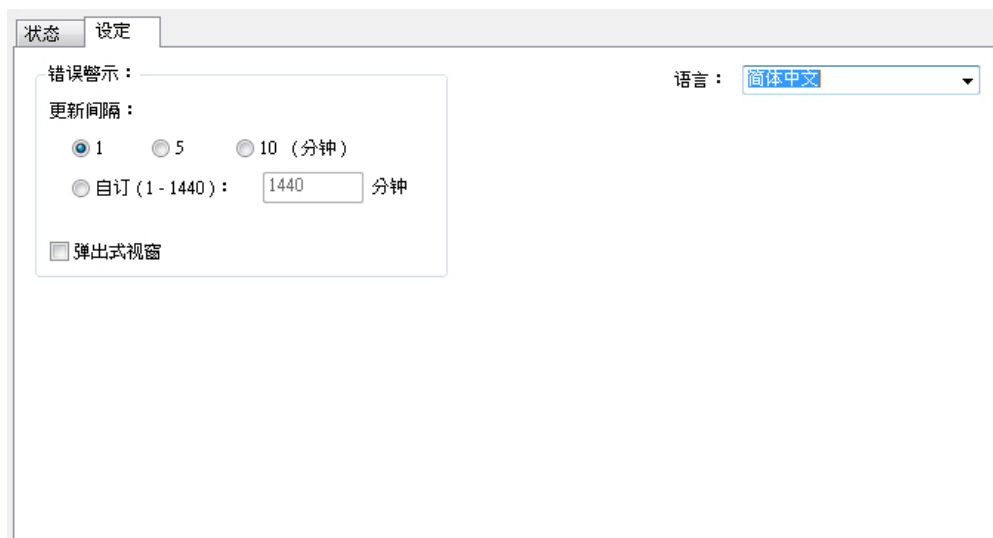 状态 设定
错误警示： 语言： 简体中文
更新间隔：
1 5 10 (分钟)
自订 (1 - 1440)： 1440 分钟
弹出式视窗